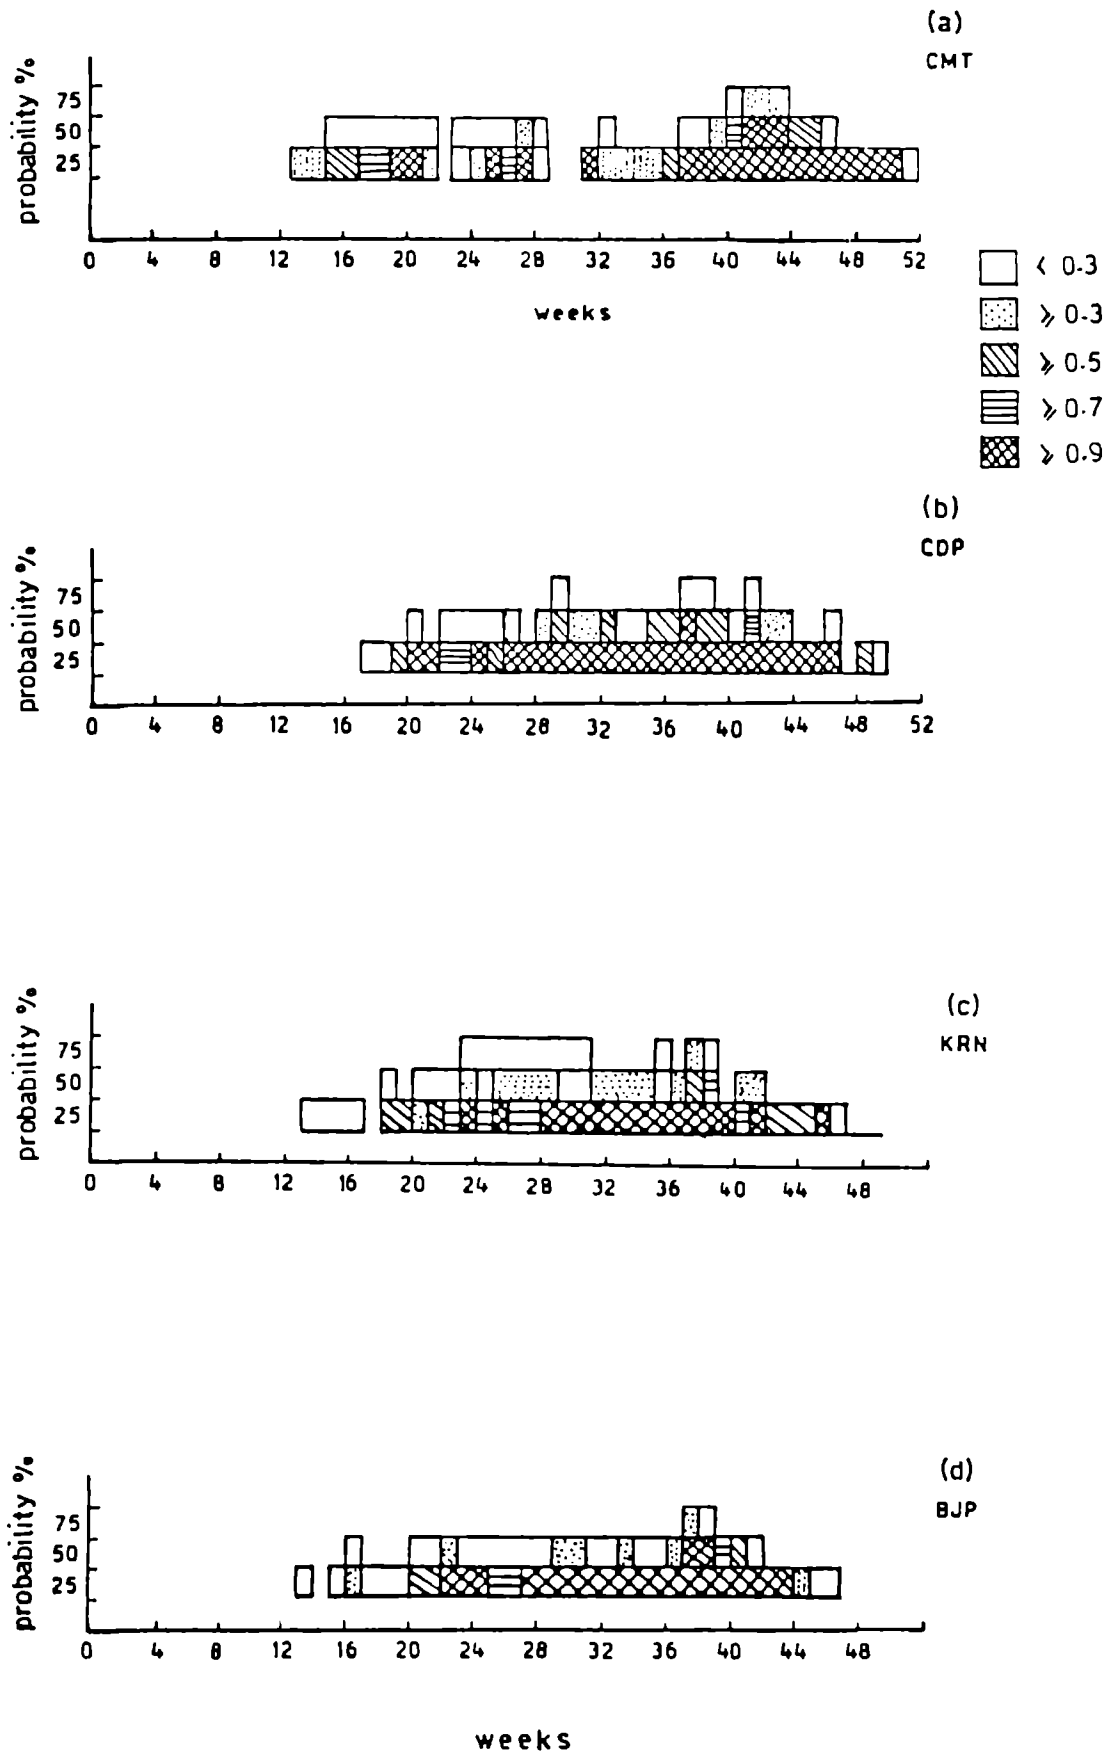 (a)
CMT
probability %
75
50
25
0 4 8 12 16 20 24 28 32 36 40 44 48 52
weeks
< 0.3
⩾ 0.3
⩾ 0.5
⩾ 0.7
⩾ 0.9
(b)
CDP
probability %
75
50
25
0 4 8 12 16 20 24 28 32 36 40 44 48 52
(c)
KRN
probability %
75
50
25
0 4 8 12 16 20 24 28 32 36 40 44 48
(d)
BJP
probability %
75
50
25
0 4 8 12 16 20 24 28 32 36 40 44 48
weeks